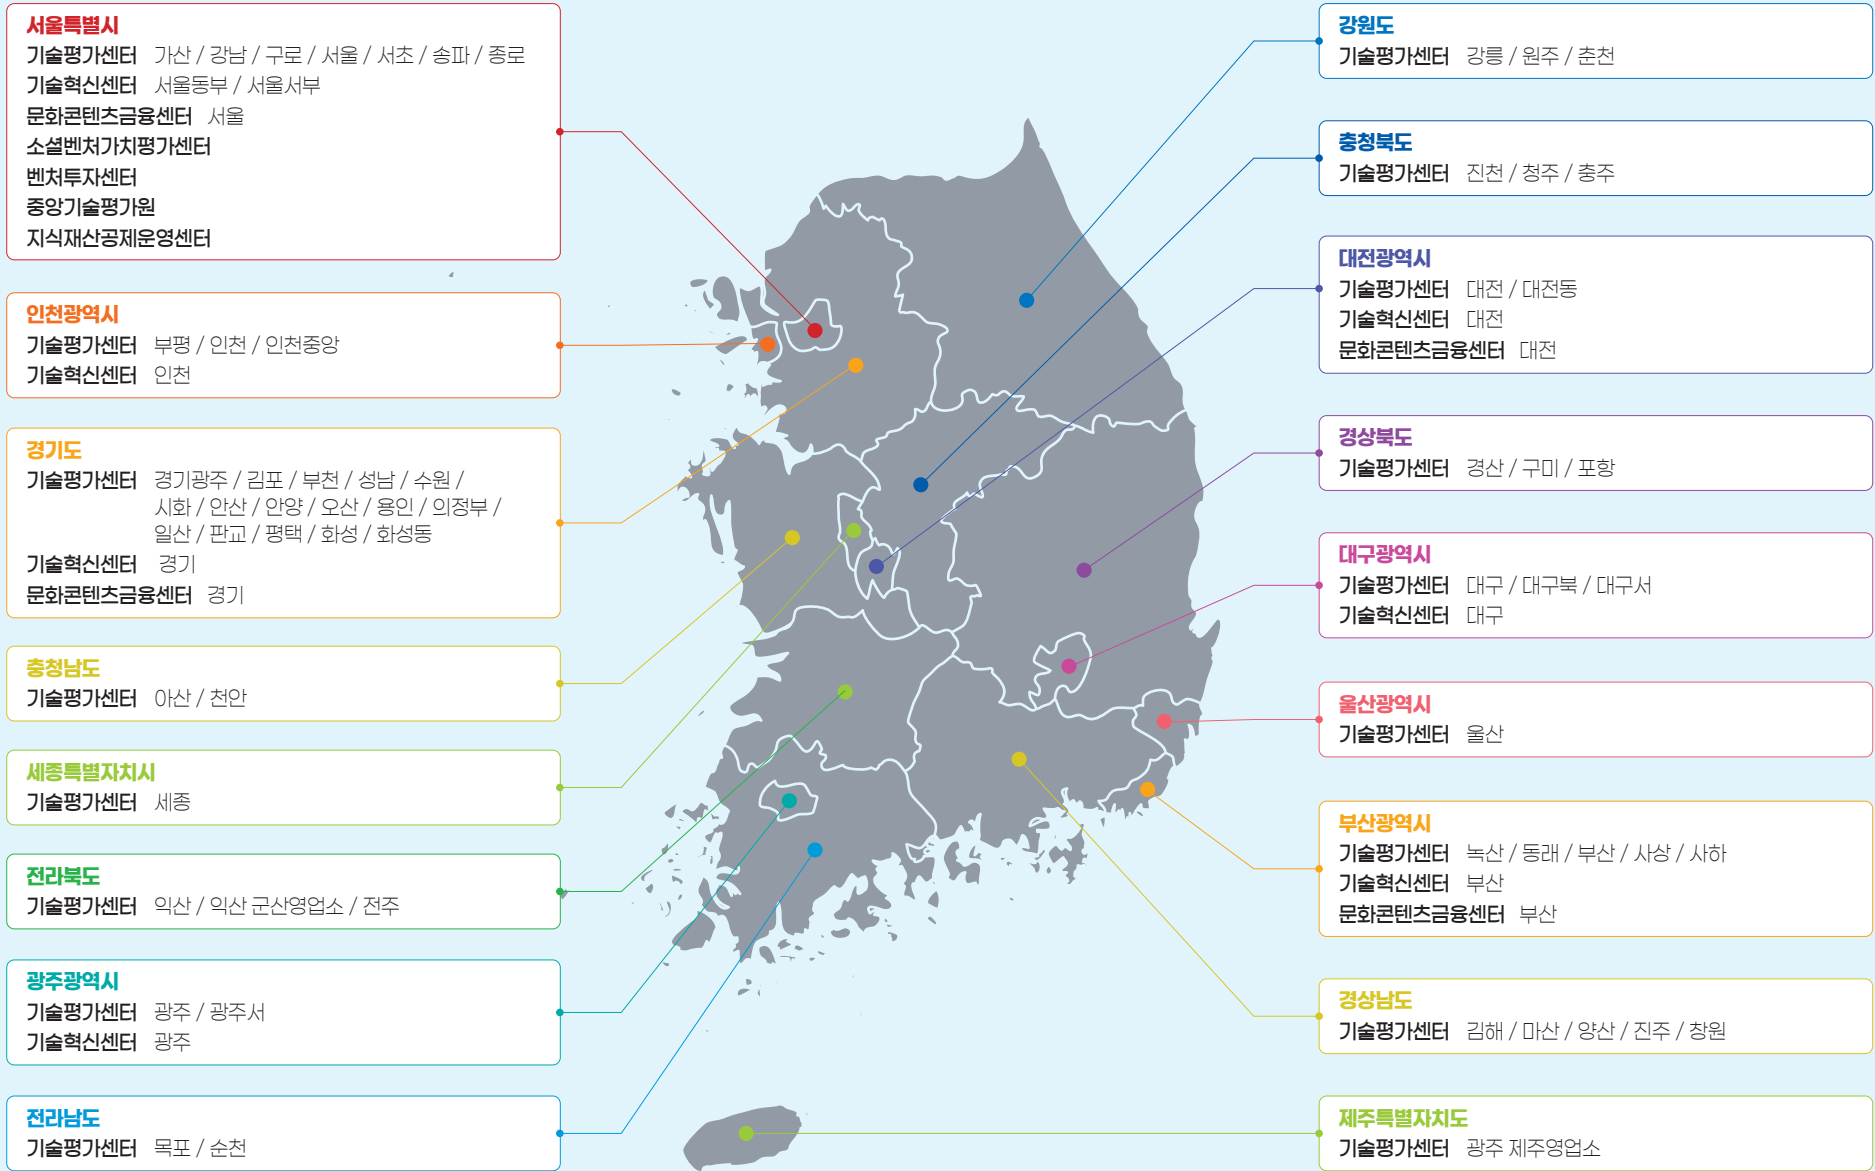 서울특별시
기술평가센터 가산 / 강남 / 구로 / 서울 / 서초 / 송파 / 종로
기술혁신센터 서울동부 / 서울서부
문화콘텐츠금융센터 서울
소셜벤처가치평가센터
벤처투자센터
중앙기술평가원
지식재산공제운영센터
인천광역시
기술평가센터 부평 / 인천 / 인천중앙
기술혁신센터 인천
경기도
기술평가센터 경기광주 / 김포 / 부천 / 성남 / 수원 /
시화 / 안산 / 안양 / 오산 / 용인 / 의정부 /
일산 / 판교 / 평택 / 화성 / 화성동
기술혁신센터 경기
문화콘텐츠금융센터 경기
충청남도
기술평가센터 아산 / 천안
세종특별자치시
기술평가센터 세종
전라북도
기술평가센터 익산 / 익산 군산영업소 / 전주
광주광역시
기술평가센터 광주 / 광주서
기술혁신센터 광주
전라남도
기술평가센터 목포 / 순천
강원도
기술평가센터 강릉 / 원주 / 춘천
충청북도
기술평가센터 진천 / 청주 / 충주
대전광역시
기술평가센터 대전 / 대전동
기술혁신센터 대전
문화콘텐츠금융센터 대전
경상북도
기술평가센터 경산 / 구미 / 포항
대구광역시
기술평가센터 대구 / 대구북 / 대구서
기술혁신센터 대구
울산광역시
기술평가센터 울산
부산광역시
기술평가센터 녹산 / 동래 / 부산 / 사상 / 사하
기술혁신센터 부산
문화콘텐츠금융센터 부산
경상남도
기술평가센터 김해 / 마산 / 양산 / 진주 / 창원
제주특별자치도
기술평가센터 광주 제주영업소